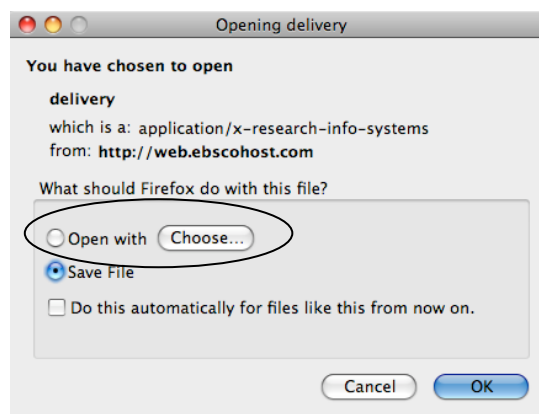 Opening delivery
You have chosen to open
delivery
which is a: application/x-research-info-systems
from: http://web.ebscohost.com
What should Firefox do with this file?
Open with Choose...
Save File
Do this automatically for files like this from now on.
Cancel OK